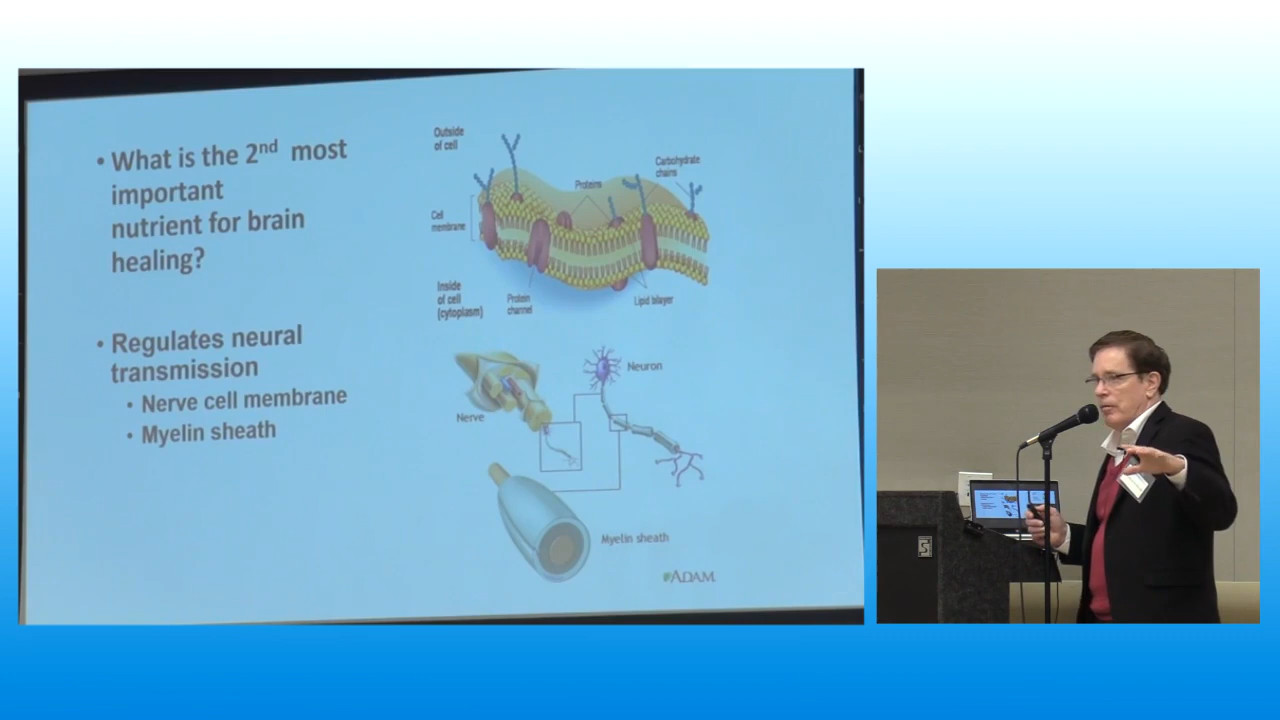 • What is the 2nd most
important
nutrient for brain
healing?
• Regulates neural
transmission
• Nerve cell membrane
• Myelin sheath
Outside
of cell
Proteins
Carbohydrate
chains
Cell
membrane
Inside
of cell
(cytoplasm)
Protein
channel
Lipid bilayer
Neuron
Nerve
Myelin sheath
ADAM